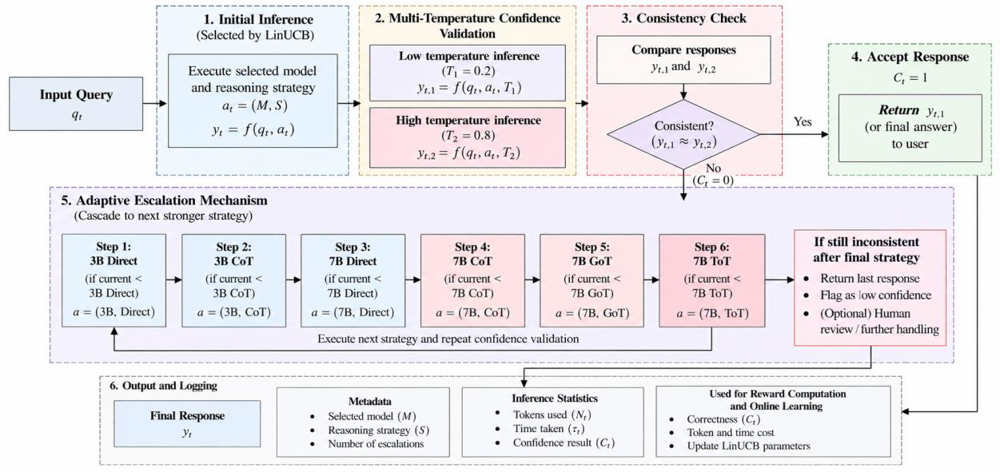 Input Query
q_t
1. Initial Inference
(Selected by LinUCB)
Execute selected model
and reasoning strategy
a_t = (M, S)
y_t = f(q_t, a_t)
2. Multi-Temperature Confidence
Validation
Low temperature inference
(T_1 = 0.2)
y_{t,1} = f(q_t, a_t, T_1)
High temperature inference
(T_2 = 0.8)
y_{t,2} = f(q_t, a_t, T_2)
3. Consistency Check
Compare responses
y_{t,1} and y_{t,2}
Consistent?
(y_{t,1} ≈ y_{t,2})
Yes
No
(C_t = 0)
4. Accept Response
C_t = 1
Return y_{t,1}
(or final answer)
to user
5. Adaptive Escalation Mechanism
(Cascade to next stronger strategy)
Step 1:
3B Direct
(if current <
3B Direct)
a = (3B, Direct)
Step 2:
3B CoT
(if current <
3B CoT)
a = (3B, CoT)
Step 3:
7B Direct
(if current <
7B Direct)
a = (7B, Direct)
Step 4:
7B CoT
(if current <
7B CoT)
a = (7B, CoT)
Step 5:
7B GoT
(if current <
7B GoT)
a = (7B, GoT)
Step 6:
7B ToT
(if current <
7B ToT)
a = (7B, ToT)
If still inconsistent
after final strategy
• Return last response
• Flag as low confidence
• (Optional) Human
review / further handling
Execute next strategy and repeat confidence validation
6. Output and Logging
Final Response
y_t
Metadata
• Selected model (M)
• Reasoning strategy (S)
• Number of escalations
Inference Statistics
• Tokens used (N_t)
• Time taken (τ_t)
• Confidence result (C_t)
Used for Reward Computation
and Online Learning
• Correctness (C_t)
• Token and time cost
• Update LinUCB parameters